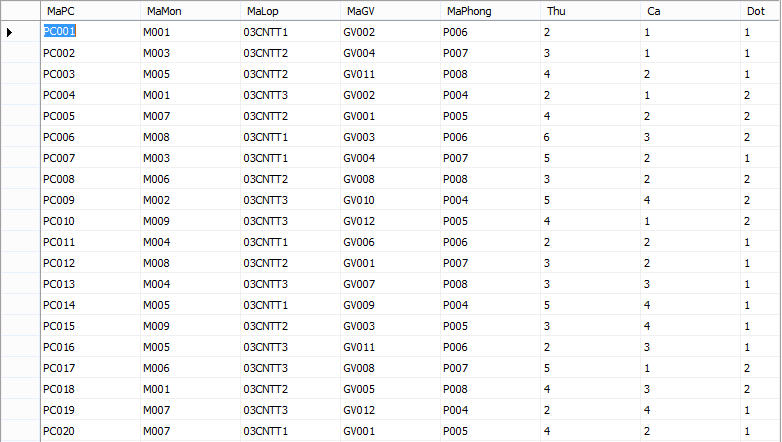 MaPC MaMon MaLop MaGV MaPhong Thu Ca Dot
PC001 M001 03CNTT1 GV002 P006 2 1 1
PC002 M003 03CNTT2 GV004 P007 3 1 1
PC003 M005 03CNTT2 GV011 P008 4 2 1
PC004 M001 03CNTT3 GV002 P004 2 1 2
PC005 M007 03CNTT2 GV001 P005 4 2 2
PC006 M008 03CNTT1 GV003 P006 6 3 2
PC007 M003 03CNTT1 GV004 P007 5 2 1
PC008 M006 03CNTT2 GV008 P008 3 2 2
PC009 M002 03CNTT3 GV010 P004 5 4 2
PC010 M009 03CNTT3 GV012 P005 4 1 2
PC011 M004 03CNTT1 GV006 P006 2 2 1
PC012 M008 03CNTT2 GV001 P007 3 2 1
PC013 M004 03CNTT3 GV007 P008 3 3 1
PC014 M005 03CNTT1 GV009 P004 5 4 1
PC015 M009 03CNTT2 GV003 P005 3 4 1
PC016 M005 03CNTT3 GV011 P006 2 3 1
PC017 M006 03CNTT3 GV008 P007 5 1 2
PC018 M001 03CNTT2 GV005 P008 4 3 2
PC019 M007 03CNTT3 GV012 P004 2 4 1
PC020 M007 03CNTT1 GV001 P005 4 2 1